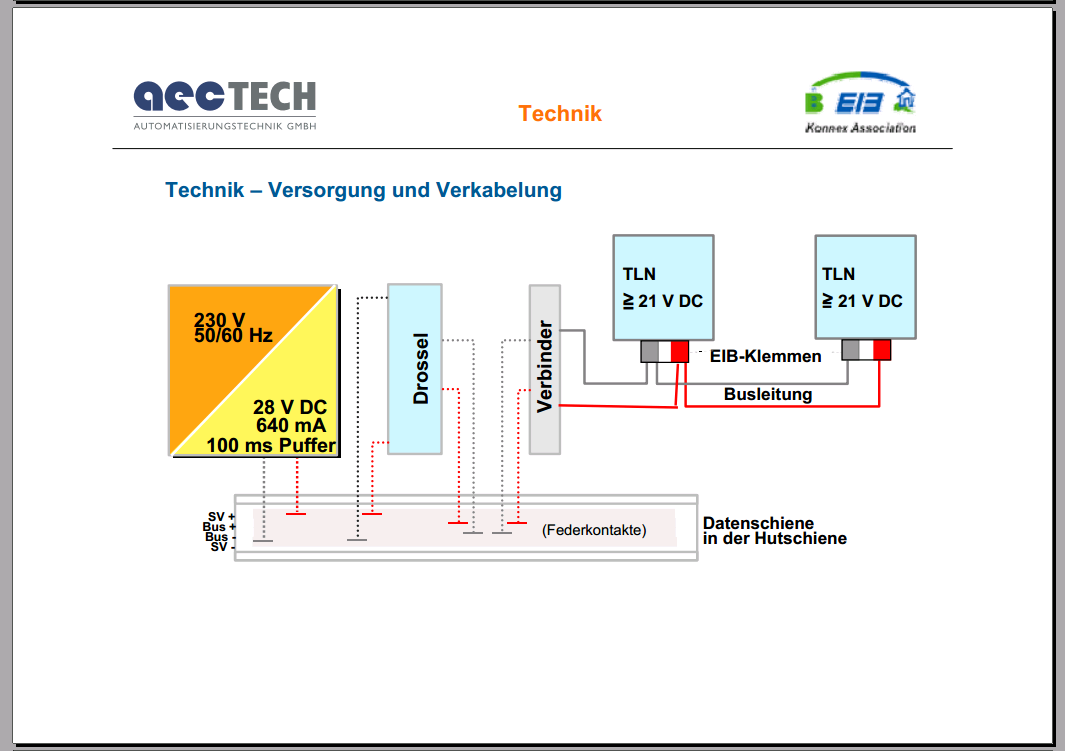 aecTECH
AUTOMATISIERUNGSTECHNIK GMBH
Technik
B EIB
Konnex Association
Technik – Versorgung und Verkabelung
230 V
50/60 Hz
28 V DC
640 mA
100 ms Puffer
Drossel
Verbinder
TLN
≥ 21 V DC
TLN
≥ 21 V DC
EIB-Klemmen
Busleitung
SV +
Bus +
Bus -
SV -
(Federkontakte)
Datenschiene
in der Hutschiene